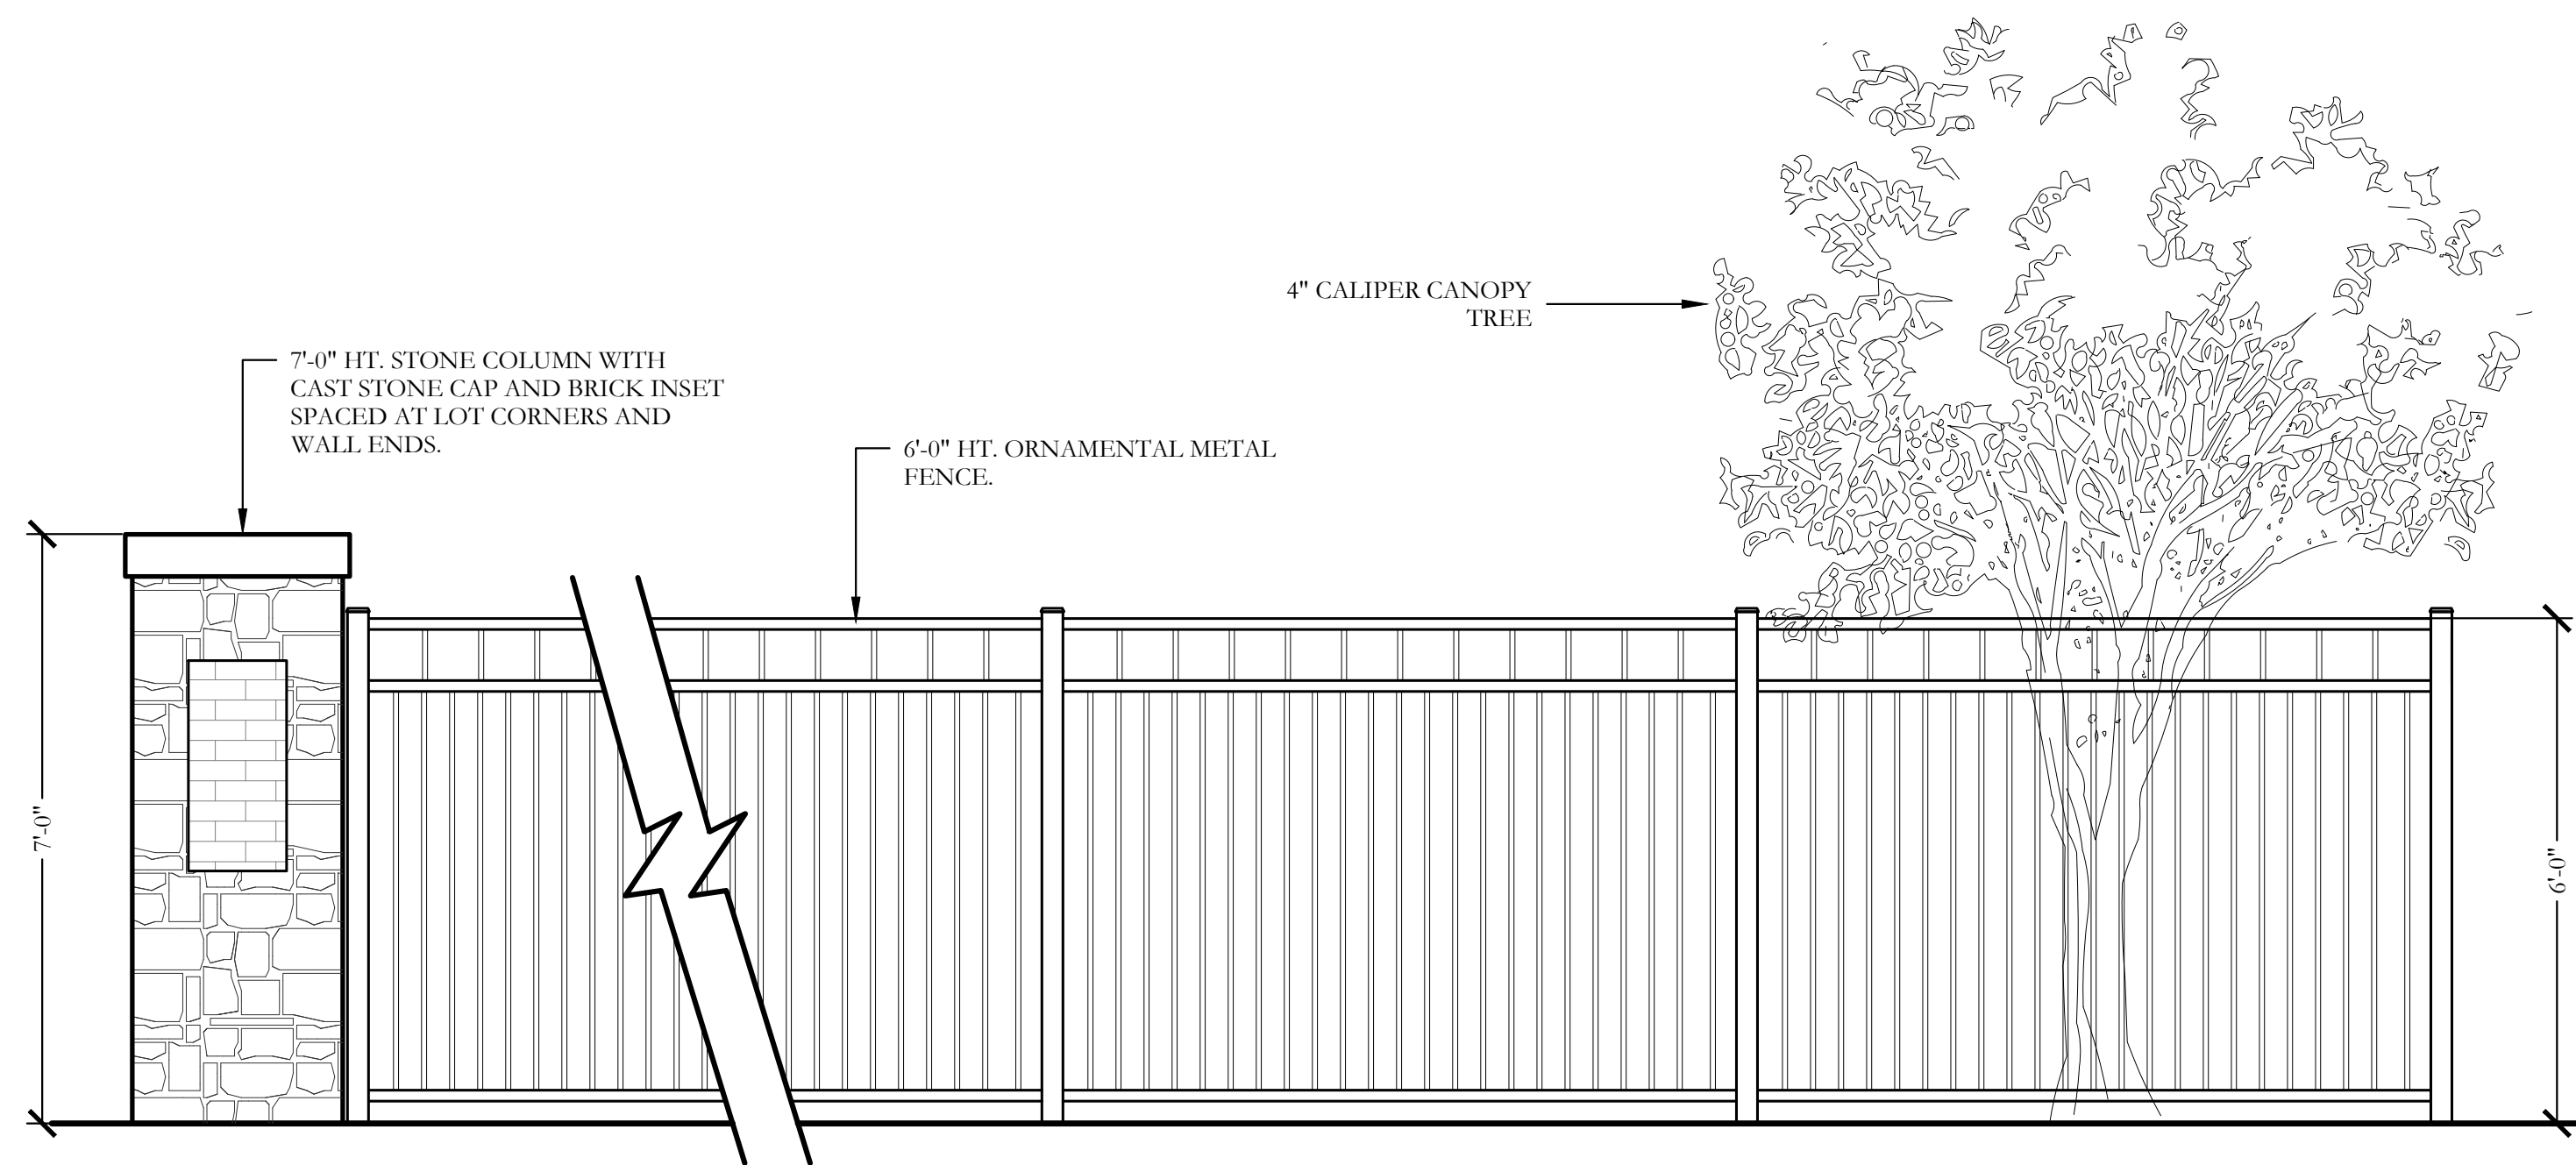 4" CALIPER CANOPY
TREE
7'-0" HT. STONE COLUMN WITH
CAST STONE CAP AND BRICK INSET
SPACED AT LOT CORNERS AND
WALL ENDS.
6'-0" HT. ORNAMENTAL METAL
FENCE.
7'-0"
6'-0"